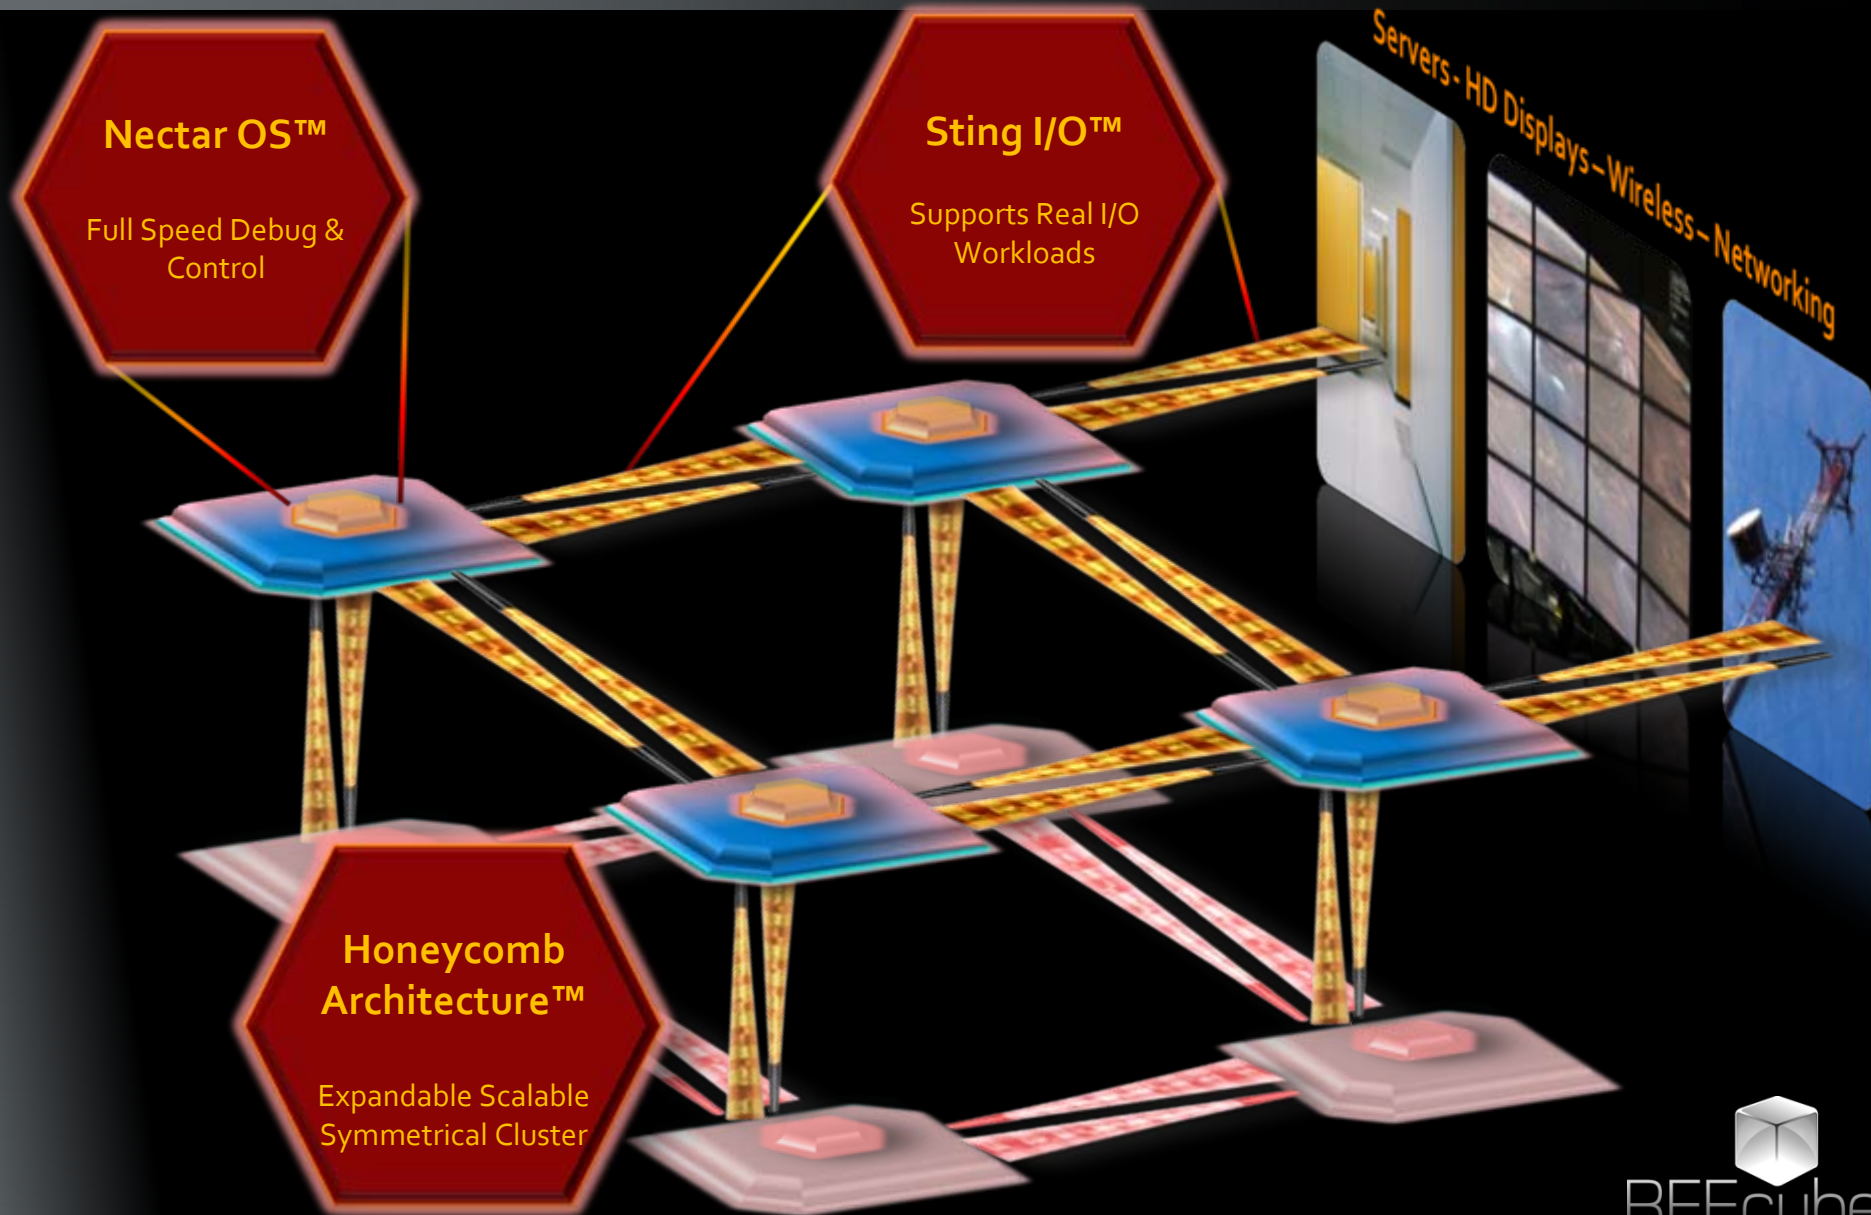 Nectar OS™
Full Speed Debug &
Control
Sting I/O™
Supports Real I/O
Workloads
Servers - HD Displays – Wireless – Networking
Honeycomb
Architecture™
Expandable Scalable
Symmetrical Cluster
BEEcube